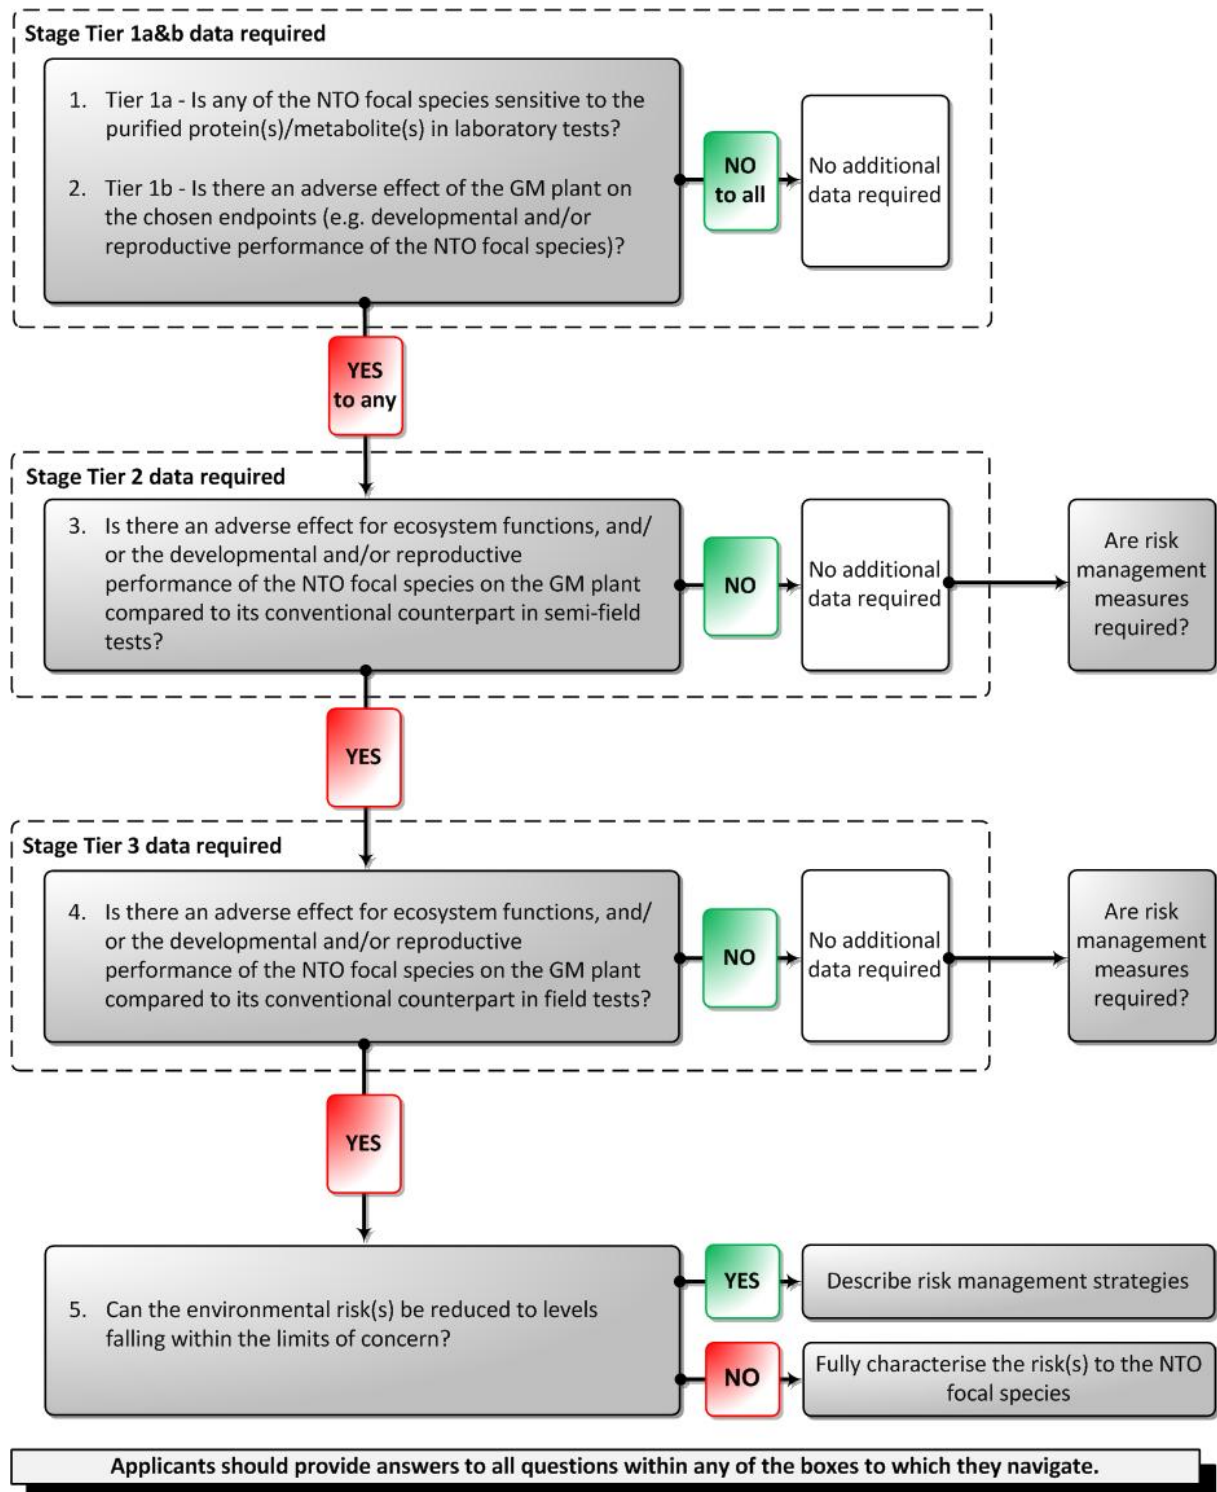 Stage Tier 1a&b data required
1. Tier 1a - Is any of the NTO focal species sensitive to the
purified protein(s)/metabolite(s) in laboratory tests?
2. Tier 1b - Is there an adverse effect of the GM plant on
the chosen endpoints (e.g. developmental and/or
reproductive performance of the NTO focal species)?
NO
to all
No additional
data required
YES
to any
Stage Tier 2 data required
3. Is there an adverse effect for ecosystem functions, and/
or the developmental and/or reproductive
performance of the NTO focal species on the GM plant
compared to its conventional counterpart in semi-field
tests?
NO
No additional
data required
Are risk
management
measures
required?
YES
Stage Tier 3 data required
4. Is there an adverse effect for ecosystem functions, and/
or the developmental and/or reproductive
performance of the NTO focal species on the GM plant
compared to its conventional counterpart in field tests?
NO
No additional
data required
Are risk
management
measures
required?
YES
5. Can the environmental risk(s) be reduced to levels
falling within the limits of concern?
YES
Describe risk management strategies
NO
Fully characterise the risk(s) to the NTO
focal species
Applicants should provide answers to all questions within any of the boxes to which they navigate.